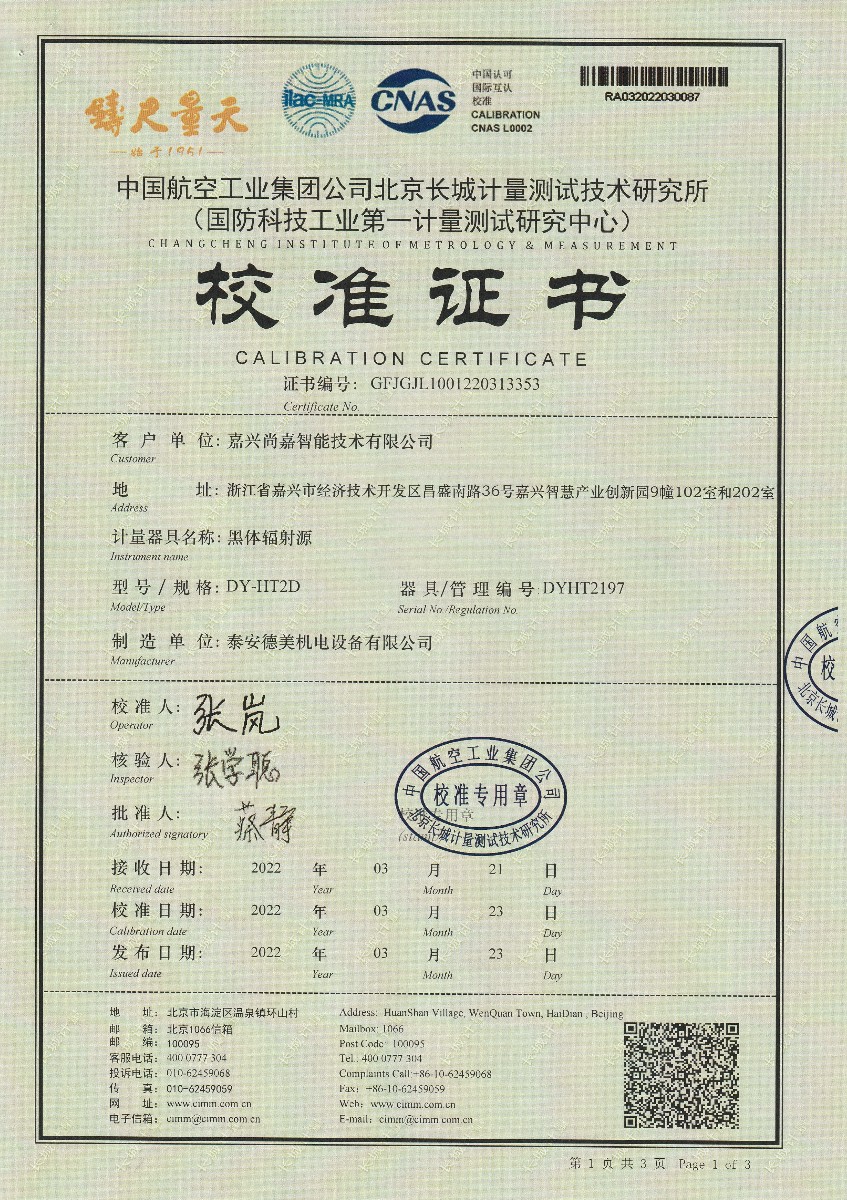 鑄尺量天
始于1961
ilac-MRA
CNAS
中国认可
国际互认
校准
CALIBRATION
CNAS L0002
RA032022030087
中国航空工业集团公司北京长城计量测试技术研究所
（国防科技工业第一计量测试研究中心）
CHANGCHENG INSTITUTE OF METROLOGY & MEASUREMENT
校准证书
CALIBRATION CERTIFICATE
证书编号: GFJGJL1001220313353
Certificate No.
客户单位: 嘉兴尚嘉智能技术有限公司
Customer
地址: 浙江省嘉兴市经济技术开发区昌盛南路36号嘉兴智慧产业创新园9幢102室和202室
Address
计量器具名称: 黑体辐射源
Instrument name
型号/规格: DY-HT2D 器具/管理编号: DYHT2197
Model/Type Serial No./Regulation No.
制造单位: 泰安德美机电设备有限公司
Manufacturer
校准人: 张岚
Operator
核验人: 张学聪
Inspector
批准人: 蔡静
Authorized signatory
中国航空工业集团公司
校准专用章
北京长城计量测试技术研究所
接收日期: 2022 年 03 月 21 日
Received date Year Month Day
校准日期: 2022 年 03 月 23 日
Calibration date Year Month Day
发布日期: 2022 年 03 月 23 日
Issued date Year Month Day
地址: 北京市海淀区温泉镇环山村 Address: HuanShan Village, WenQuan Town, HaiDian, Beijing
邮箱: 北京1066信箱 Mailbox: 1066
邮编: 100095 Post Code: 100095
客服电话: 400 0777 304 Tel.: 400 0777 304
投诉电话: 010-62459068 Complaints Call:+86-10-62459068
传真: 010-62459059 Fax: +86-10-62459059
网址: www.cimm.com.cn Web: www.cimm.com.cn
电子信箱: cimm@cimm.com.cn E-mail: cimm@cimm.com.cn
第 1 页 共 3 页 Page 1 of 3